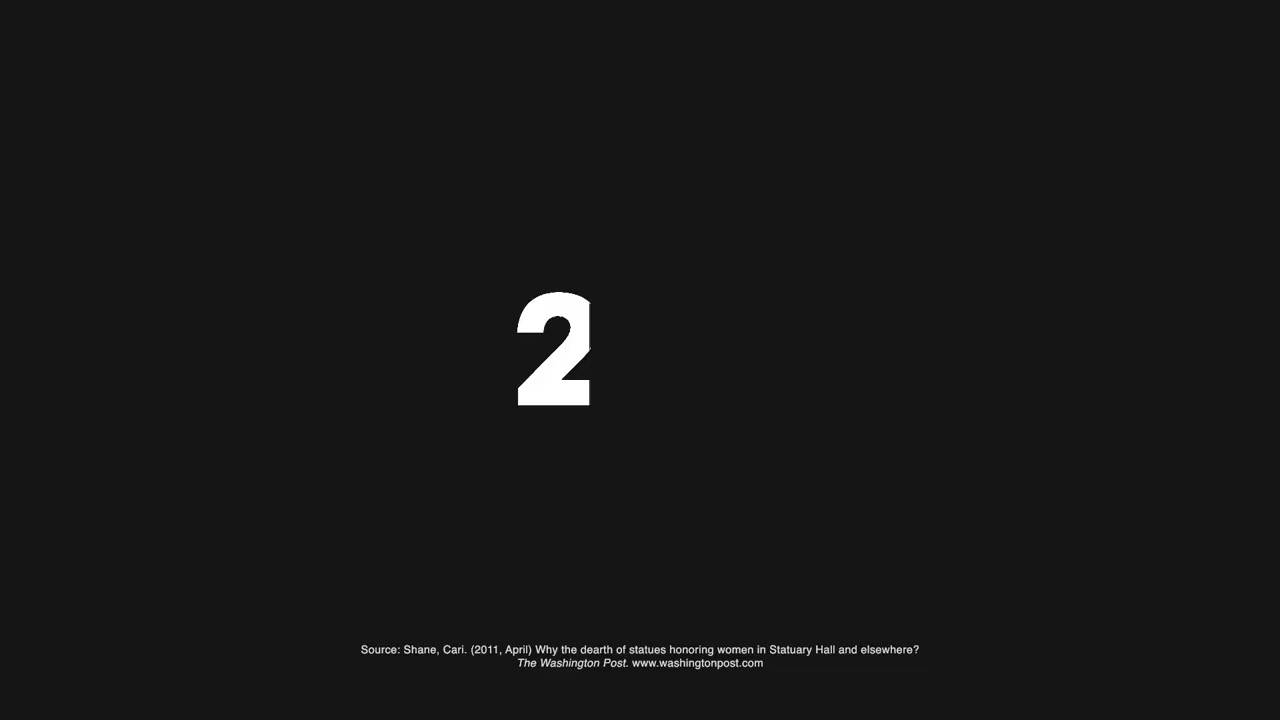 2
Source: Shane, Cari. (2011, April) Why the dearth of statues honoring women in Statuary Hall and elsewhere?
The Washington Post. www.washingtonpost.com